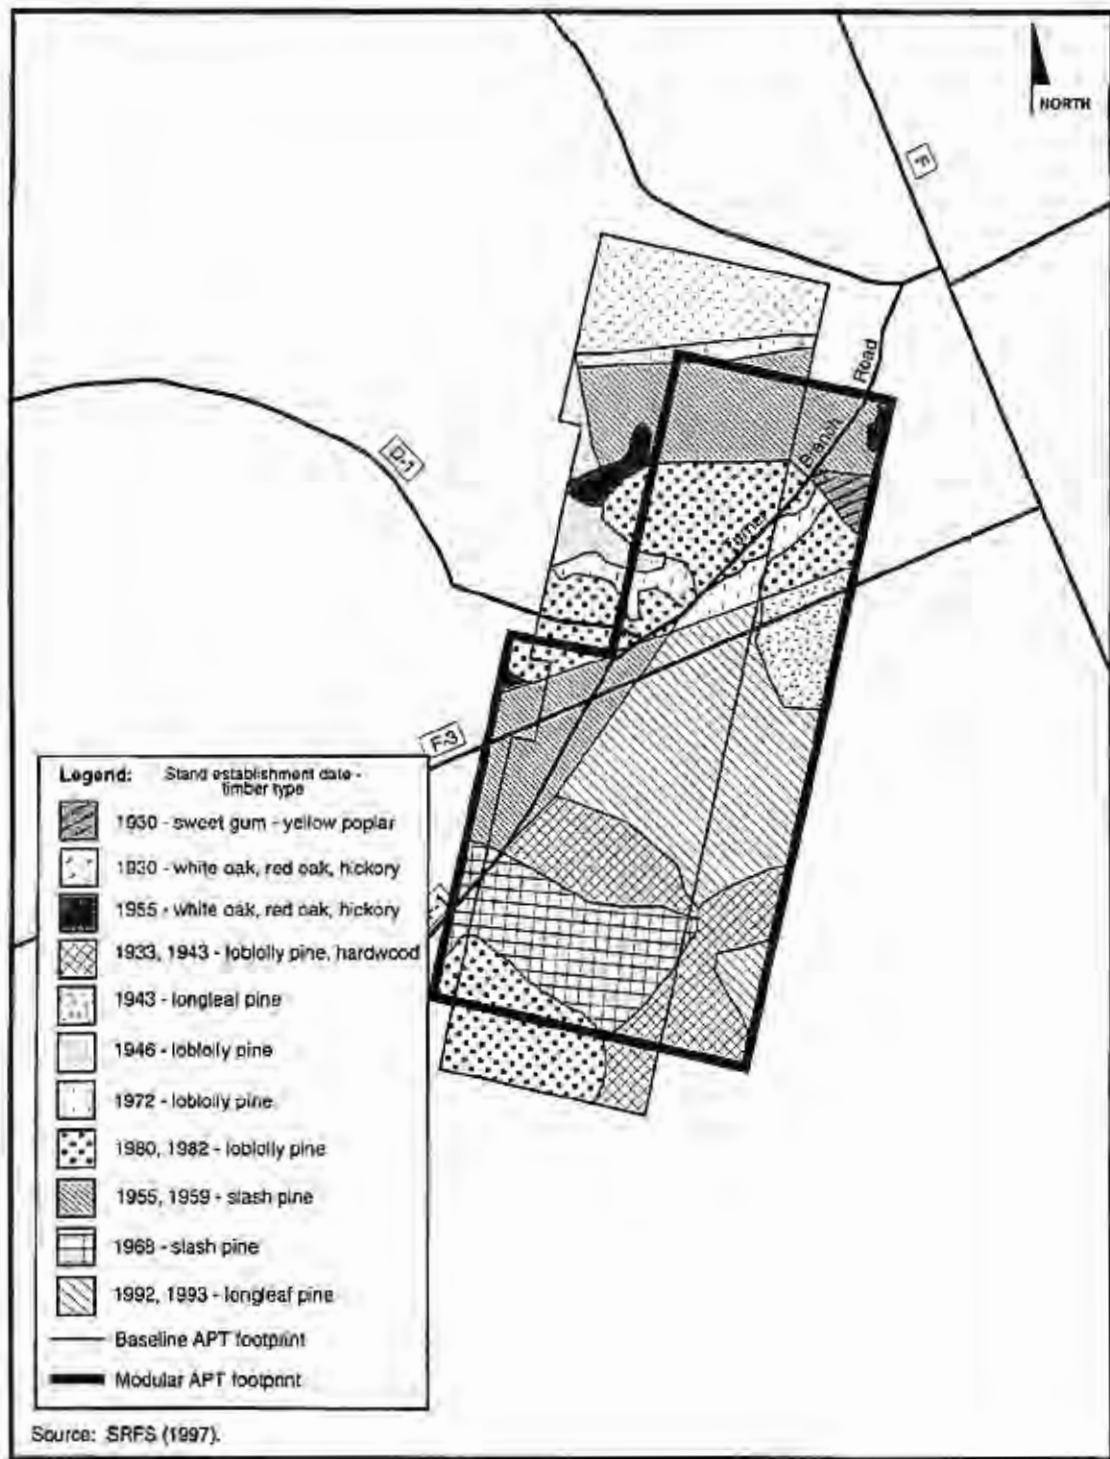 NORTH
F
Road
Branch
Turner
D-1
F-3
Legend: Stand establishment date -
timber type
1930 - sweet gum - yellow poplar
1930 - white oak, red oak, hickory
1955 - white oak, red oak, hickory
1933, 1943 - loblolly pine, hardwood
1943 - longleaf pine
1946 - loblolly pine
1972 - loblolly pine
1980, 1982 - loblolly pine
1955, 1959 - slash pine
1968 - slash pine
1992, 1993 - longleaf pine
Baseline APT footprint
Modular APT footprint
Source: SRFS (1997).